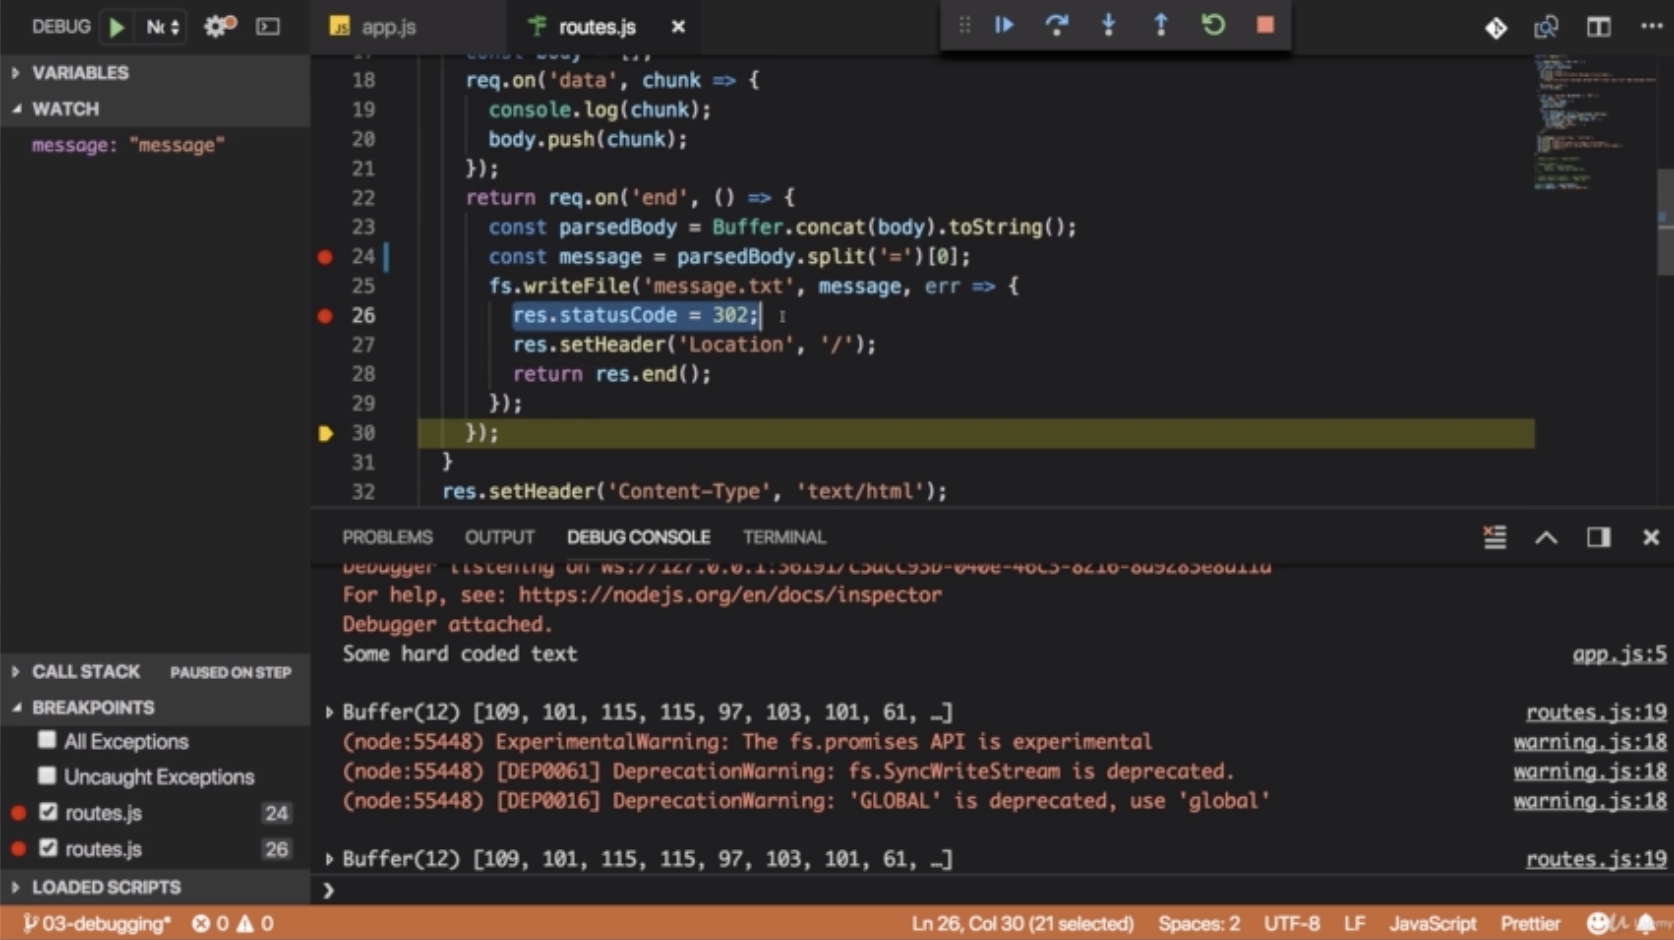 DEBUG
app.js
routes.js
VARIABLES
WATCH
message: "message"
17 const body = [];
18 req.on('data', chunk => {
19 console.log(chunk);
20 body.push(chunk);
21 });
22 return req.on('end', () => {
23 const parsedBody = Buffer.concat(body).toString();
24 const message = parsedBody.split('=')[0];
25 fs.writeFile('message.txt', message, err => {
26 res.statusCode = 302;
27 res.setHeader('Location', '/');
28 return res.end();
29 });
30 });
31 }
32 res.setHeader('Content-Type', 'text/html');
PROBLEMS OUTPUT DEBUG CONSOLE TERMINAL
Debugger listening on
For help, see: https://nodejs.org/en/docs/inspector
Debugger attached.
Some hard coded text app.js:5
Buffer(12) [109, 101, 115, 115, 97, 103, 101, 61, …] routes.js:19
(node:55448) ExperimentalWarning: The fs.promises API is experimental warning.js:18
(node:55448) [DEP0061] DeprecationWarning: fs.SyncWriteStream is deprecated. warning.js:18
(node:55448) [DEP0016] DeprecationWarning: 'GLOBAL' is deprecated, use 'global' warning.js:18
Buffer(12) [109, 101, 115, 115, 97, 103, 101, 61, …] routes.js:19
CALL STACK PAUSED ON STEP
BREAKPOINTS
All Exceptions
Uncaught Exceptions
routes.js 24
routes.js 26
LOADED SCRIPTS
03-debugging* 0 0
Ln 26, Col 30 (21 selected) Spaces: 2 UTF-8 LF JavaScript Prettier